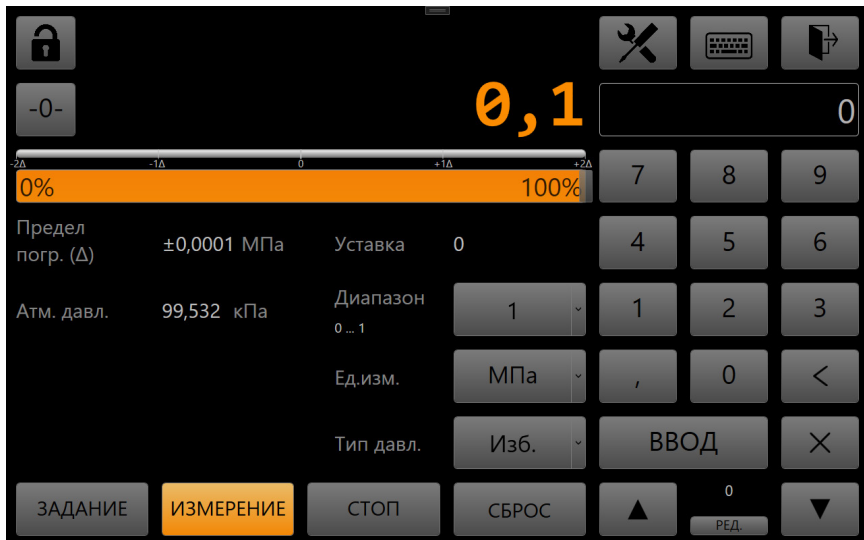 -0-
0,1
0
-2Δ -1Δ 0 +1Δ +2Δ
0% 100%
7 8 9
Предел
погр. (Δ)
±0,0001 МПа
Уставка 0
4 5 6
Атм. давл. 99,532 кПа
Диапазон
0 ... 1
1
1 2 3
Ед.изм. МПа
, 0 <
Тип давл. Изб.
ВВОД ×
ЗАДАНИЕ ИЗМЕРЕНИЕ СТОП СБРОС
▲ 0 ▼
РЕД.